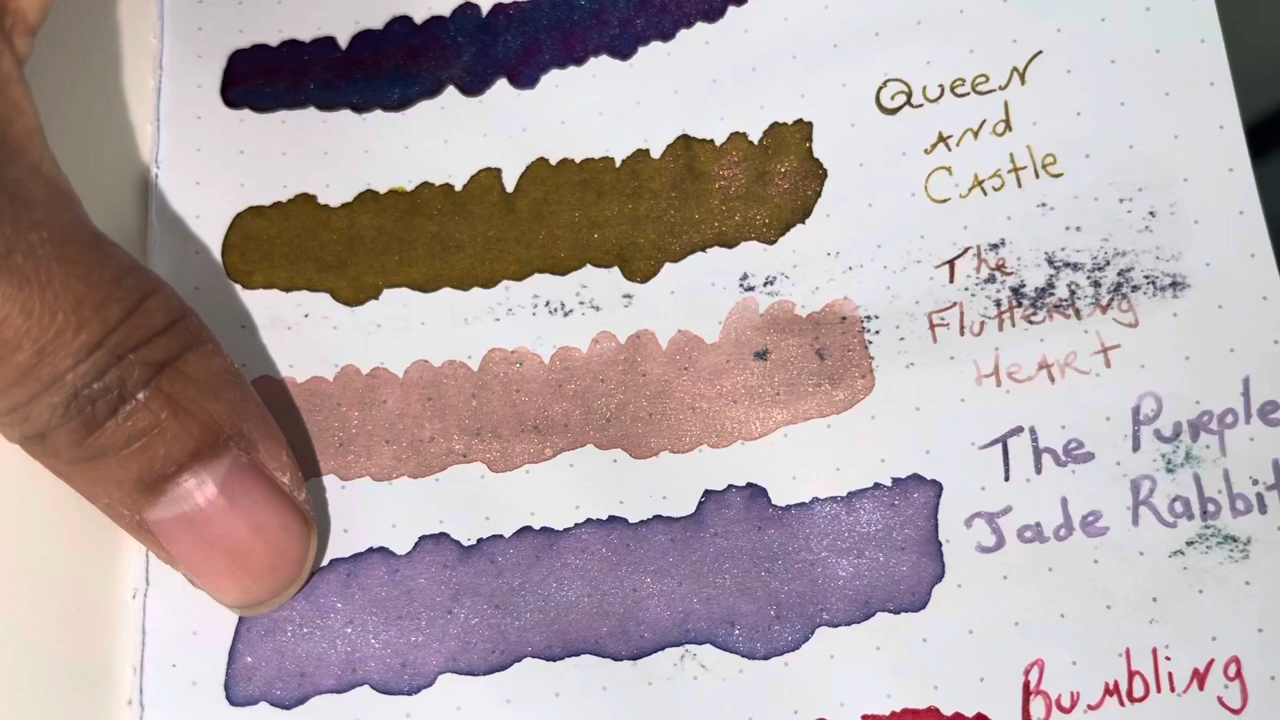 Queen
And
Castle
The
Fluttering
Heart
The Purple
Jade Rabbit
Bumbling